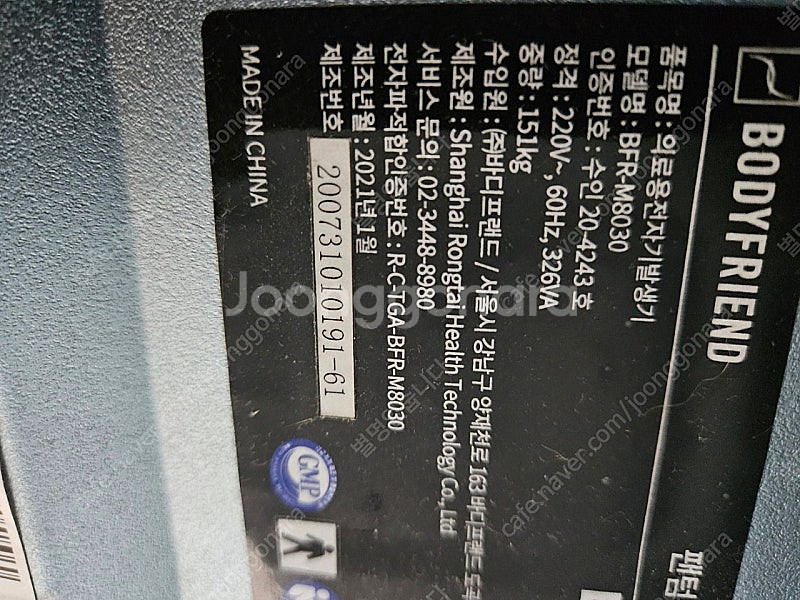 BODYFRIEND
팬텀
품목명 : 의료용전자기발생기
모델명 : BFR-M8030
인증번호 : 수인 20-4243 호
정격 : 220V~, 60Hz, 326VA
중량 : 151kg
수입원 : ㈜바디프랜드 / 서울시 강남구 양재천로 163 바디프랜드 도곡
제조원 : Shanghai Rongtai Health Technology Co., Ltd
서비스 문의 : 02-3448-8980
전자파적합인증번호 : R-C-TGA-BFR-M8030
제조년월 : 2021년 1월
제조번호 200731010191-61
MADE IN CHINA
GMP
Joonggonara
cafe.naver.com/joonggonara